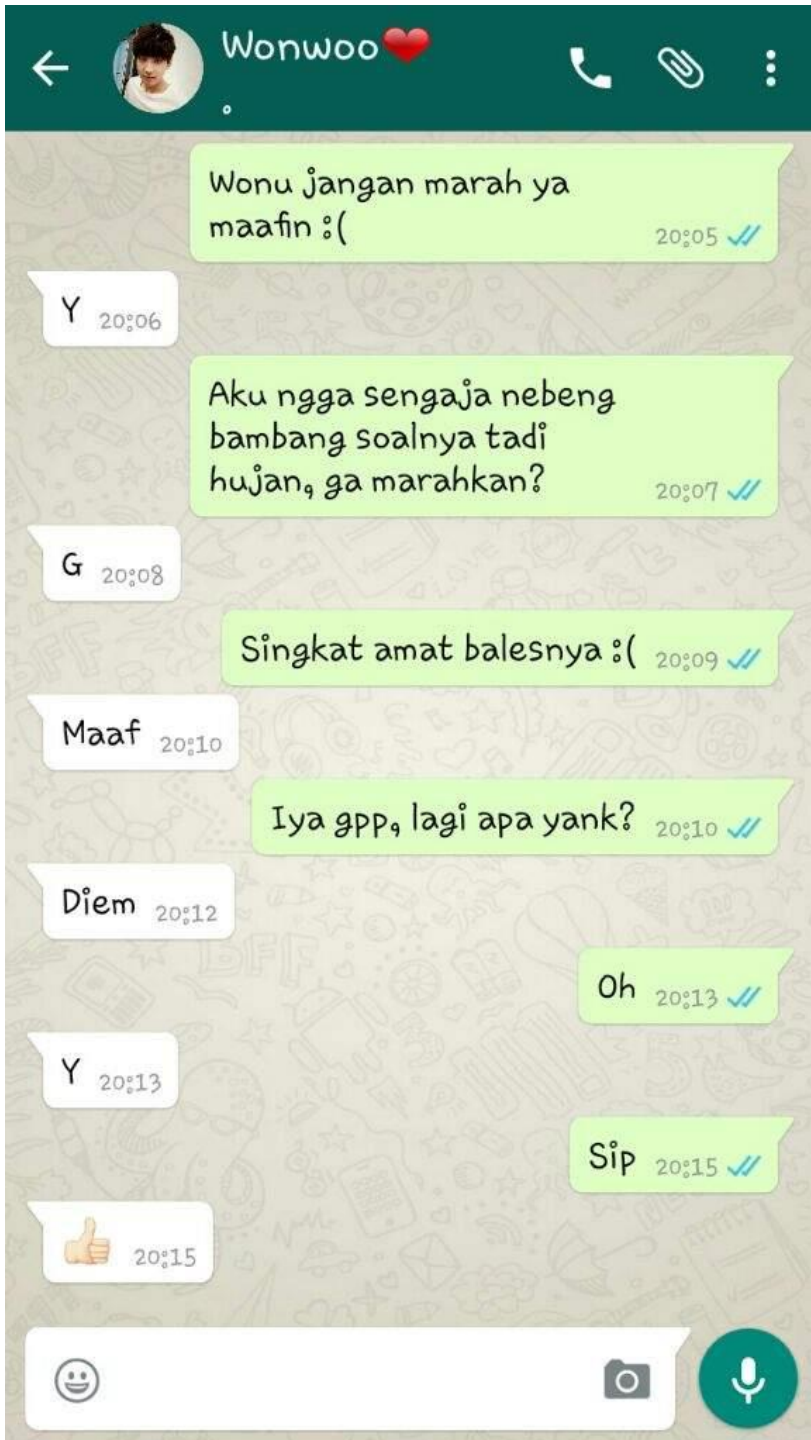 Wonwoo❤️
.
Wonu jangan marah ya
maafin :(
20:05
Y 20:06
Aku ngga sengaja nebeng
bambang soalnya tadi
hujan, ga marahkan?
20:07
G 20:08
Singkat amat balesnya :( 20:09
Maaf 20:10
Iya gpp, lagi apa yank? 20:10
Diem 20:12
Oh 20:13
Y 20:13
Sip 20:15
👍🏻 20:15